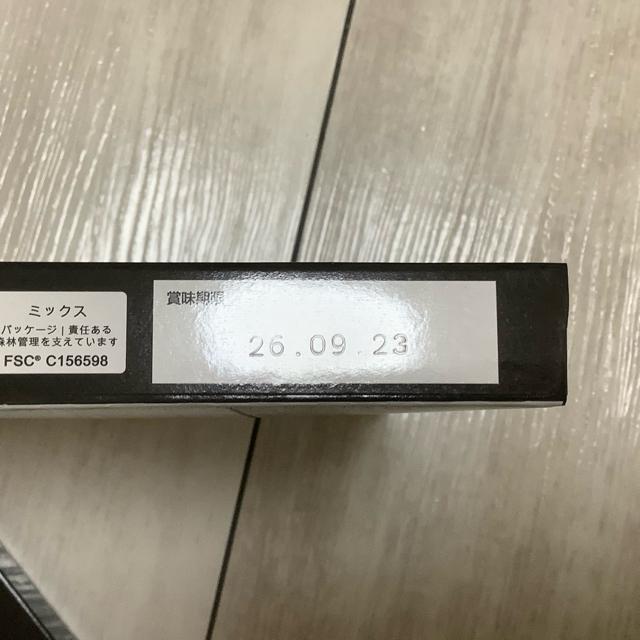 ミックス
パッケージ | 責任ある
森林管理を支えています
FSC® C156598
賞味期限
26.09.23